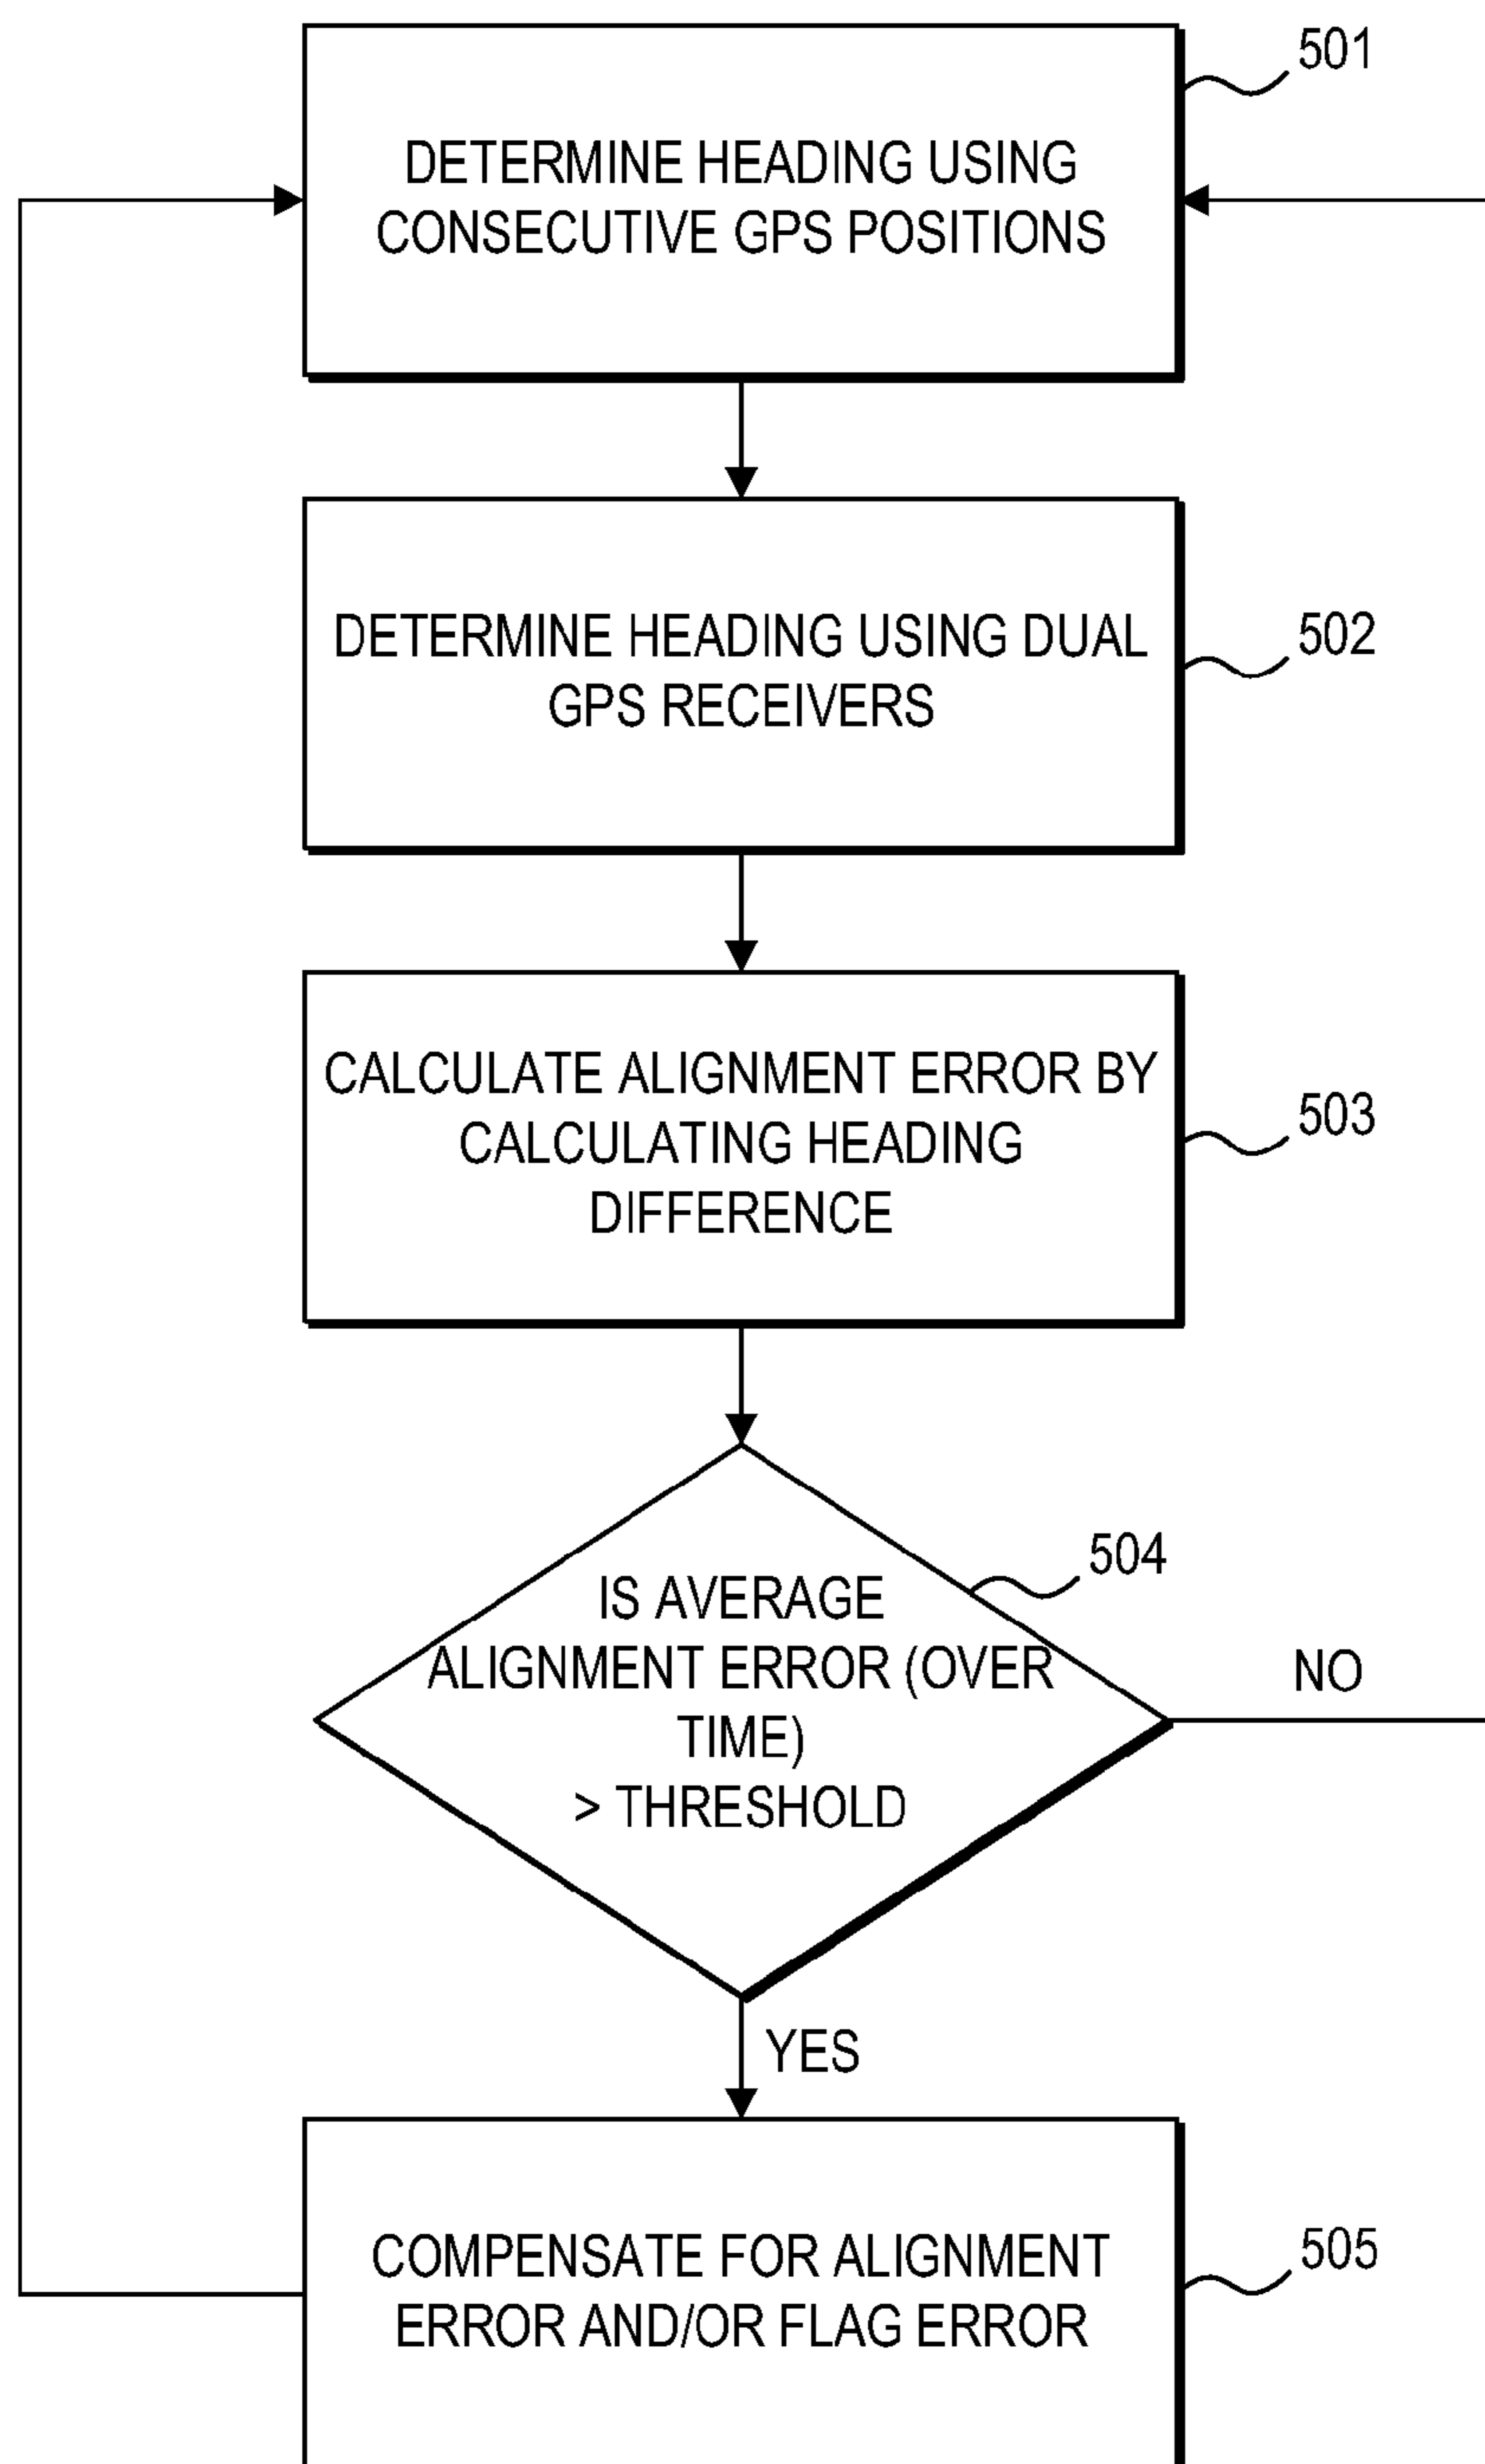 501
DETERMINE HEADING USING
CONSECUTIVE GPS POSITIONS
DETERMINE HEADING USING DUAL
GPS RECEIVERS
502
CALCULATE ALIGNMENT ERROR BY
CALCULATING HEADING
DIFFERENCE
503
504
IS AVERAGE
ALIGNMENT ERROR (OVER
TIME)
> THRESHOLD
NO
YES
COMPENSATE FOR ALIGNMENT
ERROR AND/OR FLAG ERROR
505